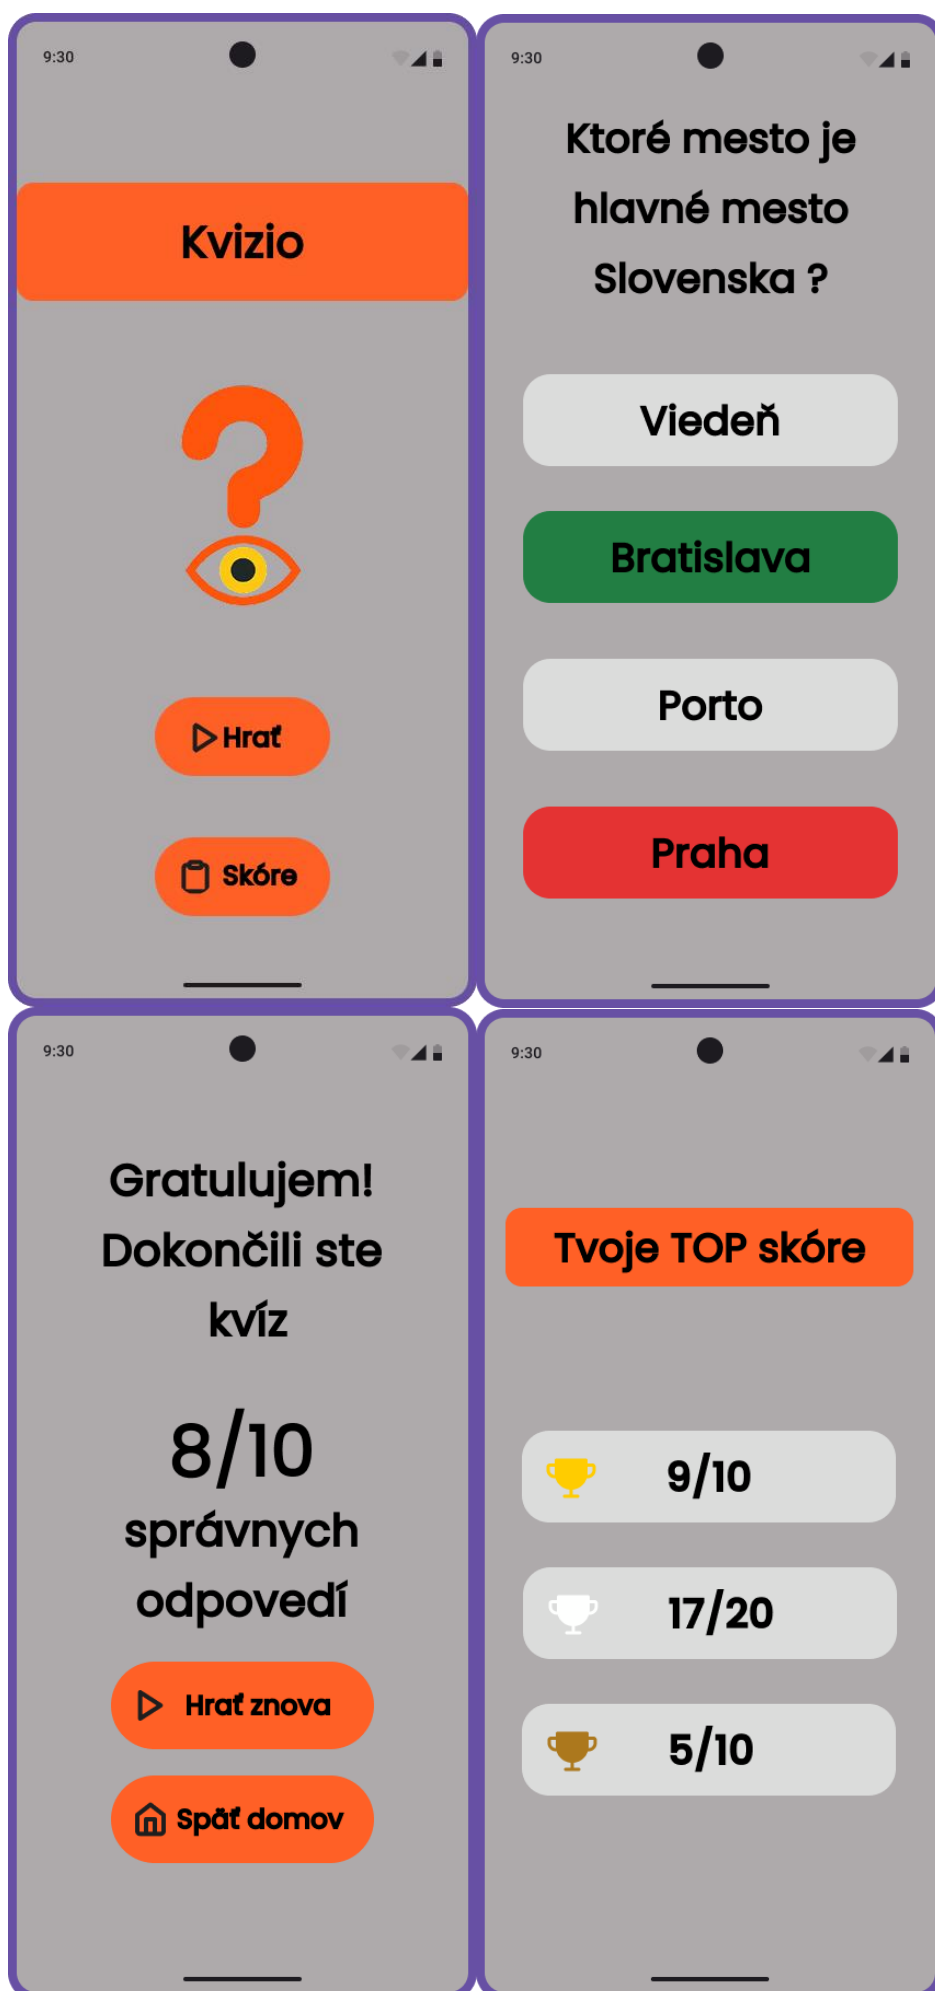 9:30
Kvizio
Hrať
Skóre
9:30
Ktoré mesto je
hlavné mesto
Slovenska ?
Viedeň
Bratislava
Porto
Praha
9:30
Gratulujem!
Dokončili ste
kvíz
8/10
správnych
odpovedí
Hrať znova
Späť domov
9:30
Tvoje TOP skóre
9/10
17/20
5/10